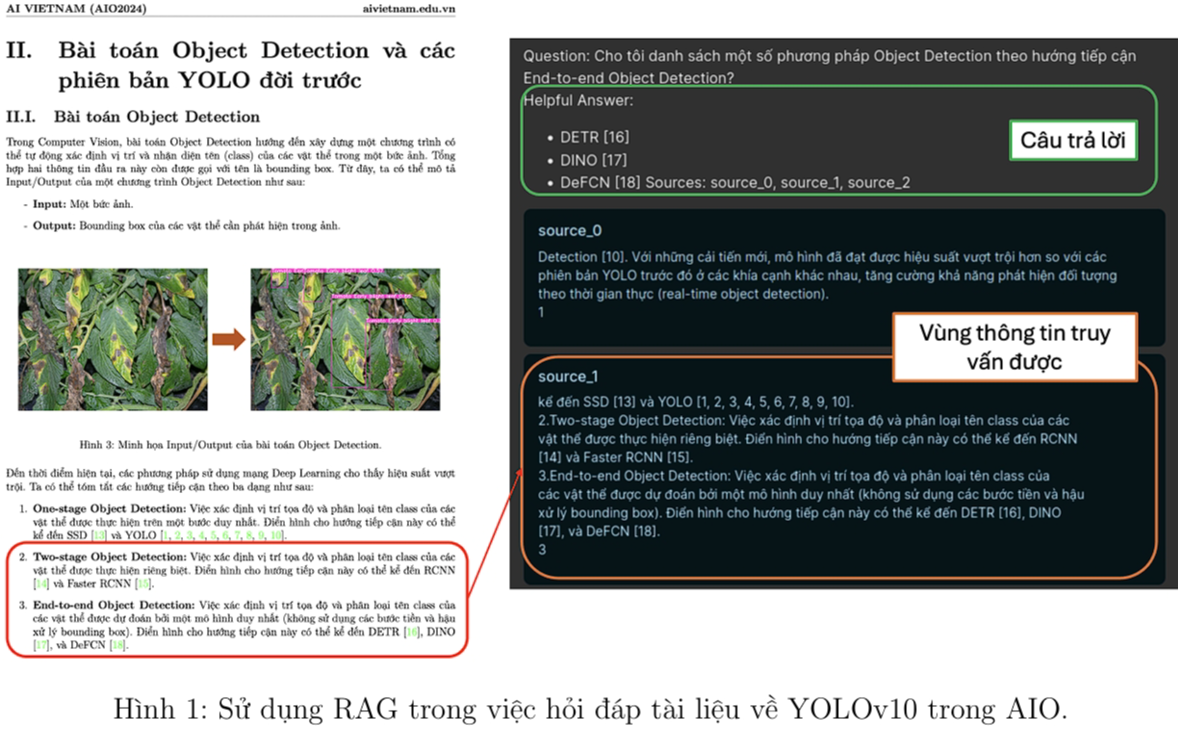 AI VIETNAM (AIO2024)
aivietnam.edu.vn
II. Bài toán Object Detection và các
phiên bản YOLO đời trước
II.I. Bài toán Object Detection
Trong Computer Vision, bài toán Object Detection hướng đến xây dựng một chương trình có
thể tự động xác định vị trí và nhận diện tên (class) của các vật thể trong một bức ảnh. Tổng
hợp hai thông tin đầu ra này còn được gọi với tên là bounding box. Từ đây, ta có thể mô tả
Input/Output của một chương trình Object Detection như sau:
- Input: Một bức ảnh.
- Output: Bounding box của các vật thể cần phát hiện trong ảnh.
Hình 3: Minh họa Input/Output của bài toán Object Detection.
Đến thời điểm hiện tại, các phương pháp sử dụng mạng Deep Learning cho thấy hiệu suất vượt
trội. Ta có thể tóm tắt các hướng tiếp cận theo ba dạng như sau:
1. One-stage Object Detection: Việc xác định vị trí tọa độ và phân loại tên class của các
vật thể được thực hiện trên một bước duy nhất. Điển hình cho hướng tiếp cận này có thể
kể đến SSD [13] và YOLO [1, 2, 3, 4, 5, 6, 7, 8, 9, 10].
2. Two-stage Object Detection: Việc xác định vị trí tọa độ và phân loại tên class của các
vật thể được thực hiện riêng biệt. Điển hình cho hướng tiếp cận này có thể kể đến RCNN
[14] và Faster RCNN [15].
3. End-to-end Object Detection: Việc xác định vị trí tọa độ và phân loại tên class của
các vật thể được dự đoán bởi một mô hình duy nhất (không sử dụng các bước tiền và hậu
xử lý bounding box). Điển hình cho hướng tiếp cận này có thể kể đến DETR [16], DINO
[17], và DeFCN [18].
Question: Cho tôi danh sách một số phương pháp Object Detection theo hướng tiếp cận
End-to-end Object Detection?
Helpful Answer:
• DETR [16]
• DINO [17]
• DeFCN [18] Sources: source_0, source_1, source_2
Câu trả lời
source_0
Detection [10]. Với những cải tiến mới, mô hình đã đạt được hiệu suất vượt trội hơn so với các
phiên bản YOLO trước đó ở các khía cạnh khác nhau, tăng cường khả năng phát hiện đối tượng
theo thời gian thực (real-time object detection).
1
Vùng thông tin truy
vấn được
source_1
kể đến SSD [13] và YOLO [1, 2, 3, 4, 5, 6, 7, 8, 9, 10].
2.Two-stage Object Detection: Việc xác định vị trí tọa độ và phân loại tên class của các
vật thể được thực hiện riêng biệt. Điển hình cho hướng tiếp cận này có thể kể đến RCNN
[14] và Faster RCNN [15].
3.End-to-end Object Detection: Việc xác định vị trí tọa độ và phân loại tên class của
các vật thể được dự đoán bởi một mô hình duy nhất (không sử dụng các bước tiền và hậu
xử lý bounding box). Điển hình cho hướng tiếp cận này có thể kể đến DETR [16], DINO
[17], và DeFCN [18].
3
Hình 1: Sử dụng RAG trong việc hỏi đáp tài liệu về YOLOv10 trong AIO.